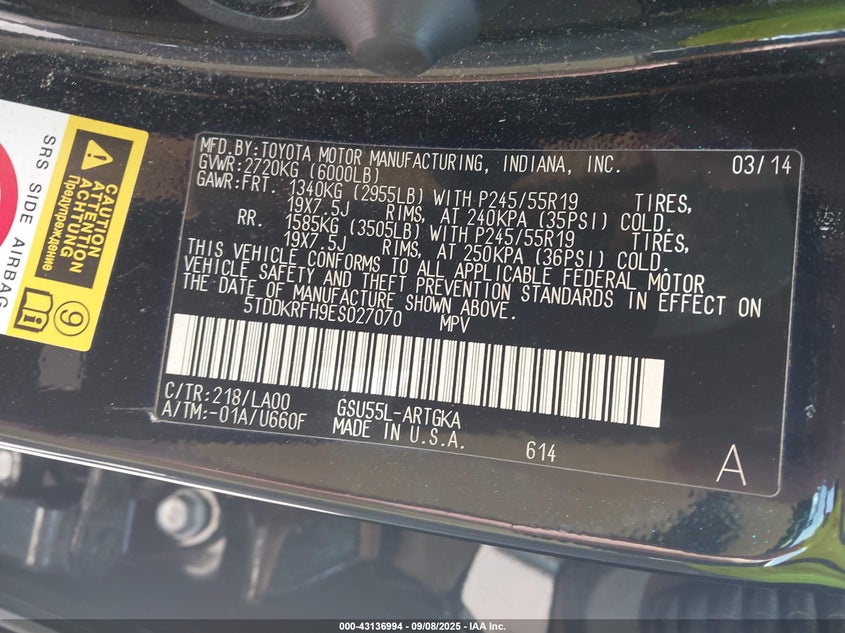 SRS SIDE AIRBAG
CAUTION
ATTENTION
ACHTUNG
Предупреждение
9
MFD.BY:TOYOTA MOTOR MANUFACTURING, INDIANA, INC. 03/14
GVWR:2720KG (6000LB)
GAWR:FRT. 1340KG (2955LB) WITH P245/55R19 TIRES,
19X7.5J RIMS, AT 240KPA (35PSI) COLD.
RR. 1585KG (3505LB) WITH P245/55R19 TIRES,
19X7.5J RIMS, AT 250KPA (36PSI) COLD.
THIS VEHICLE CONFORMS TO ALL APPLICABLE FEDERAL MOTOR
VEHICLE SAFETY AND THEFT PREVENTION STANDARDS IN EFFECT ON
THE DATE OF MANUFACTURE SHOWN ABOVE.
5TDDKRFH9ES027070 MPV
C/TR:218/LA00 GSU55L-ARTGKA
A/TM:-01A/U660F MADE IN U.S.A.
614
A
000-43136994 - 09/08/2025 - IAA Inc.